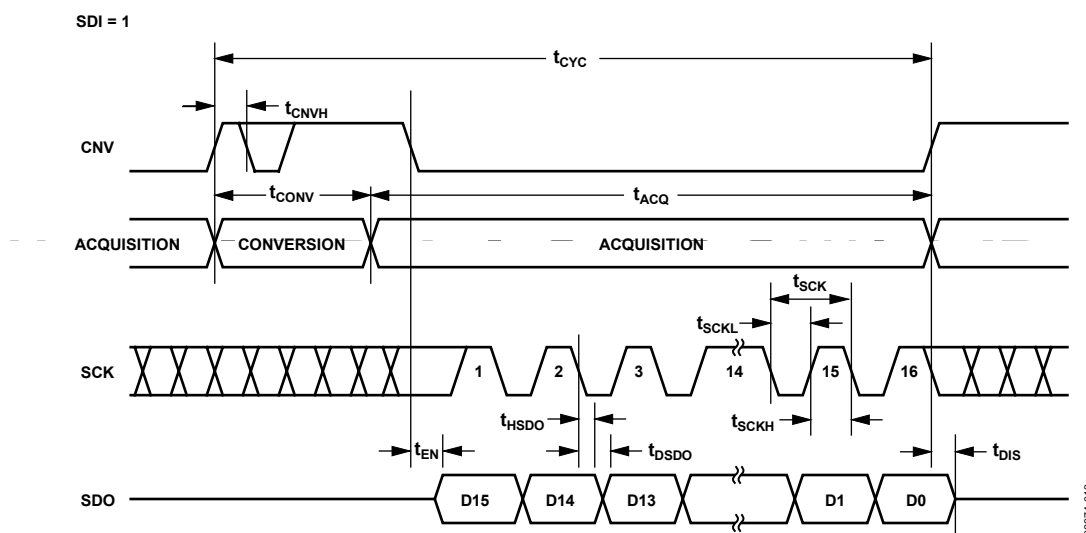 SDI = 1
tCYC
tCNVH
CNV
tCONV
tACQ
ACQUISITION
CONVERSION
ACQUISITION
tSCK
tSCKL
SCK
1
2
3
14
15
16
tHSDO
tSCKH
tEN
tDSDO
tDIS
SDO
D15
D14
D13
D1
D0